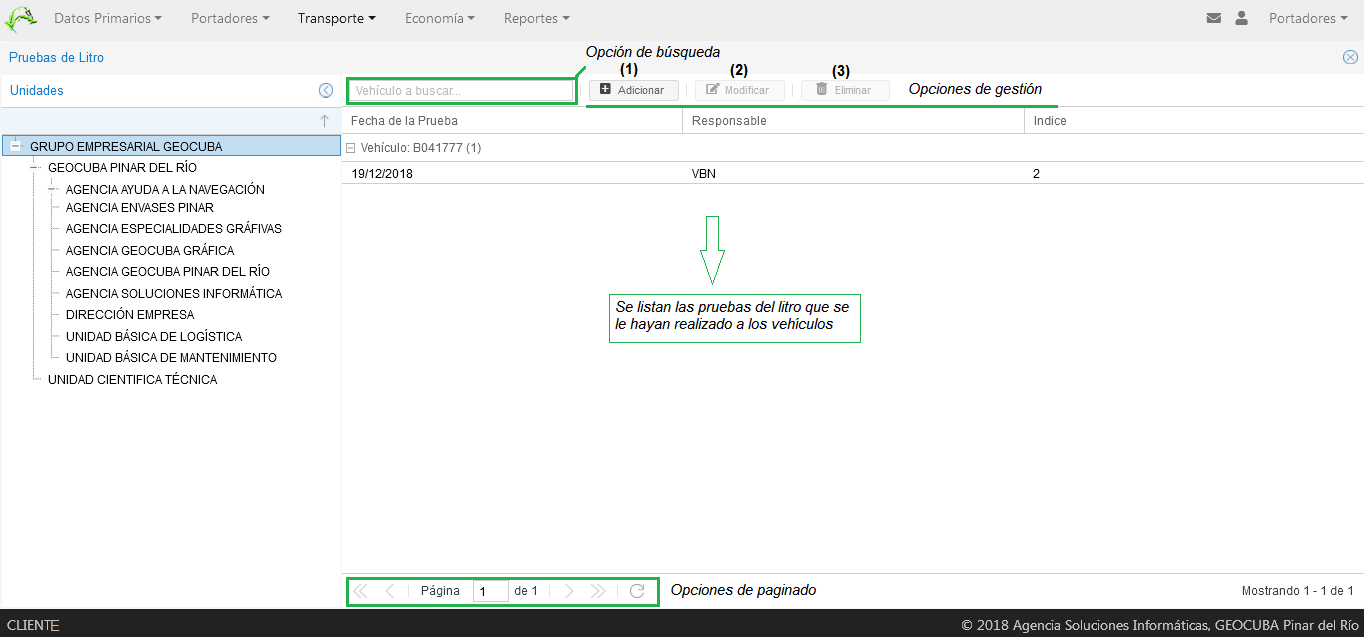 Datos Primarios Portadores Transporte Economía Reportes Portadores
Pruebas de Litro
Opción de búsqueda
Unidades
Vehículo a buscar...
(1) (2) (3)
Adicionar Modificar Eliminar
Opciones de gestión
Fecha de la Prueba Responsable Indice
GRUPO EMPRESARIAL GEOCUBA
GEOCUBA PINAR DEL RÍO
AGENCIA AYUDA A LA NAVEGACIÓN
AGENCIA ENVASES PINAR
AGENCIA ESPECIALIDADES GRÁFIVAS
AGENCIA GEOCUBA GRÁFICA
AGENCIA GEOCUBA PINAR DEL RÍO
AGENCIA SOLUCIONES INFORMÁTICA
DIRECCIÓN EMPRESA
UNIDAD BÁSICA DE LOGÍSTICA
UNIDAD BÁSICA DE MANTENIMIENTO
UNIDAD CIENTIFICA TÉCNICA
Vehículo: B041777 (1)
19/12/2018 VBN 2
Se listan las pruebas del litro que se
le hayan realizado a los vehículos
Página 1 de 1
Opciones de paginado
Mostrando 1 - 1 de 1
CLIENTE
© 2018 Agencia Soluciones Informáticas, GEOCUBA Pinar del Río